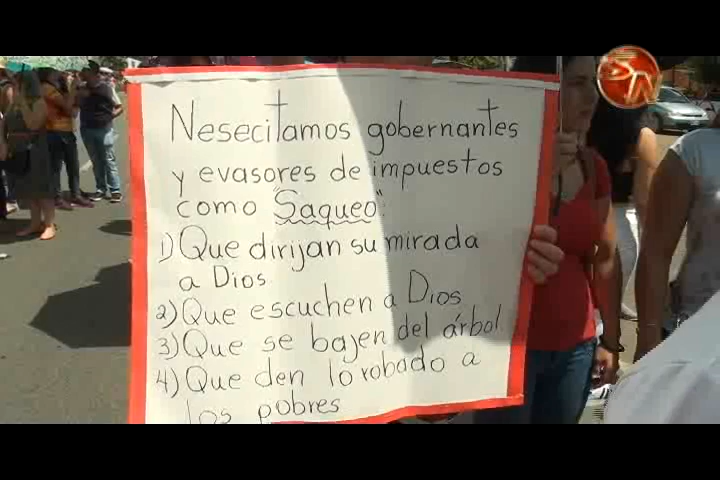 Nesecitamos gobernantes
y evasores de impuestos
como "Saqueo":
1) Que dirijan su mirada
a Dios
2) Que escuchen a Dios
3) Que se bajen del árbol
4) Que den lo robado a
los pobres